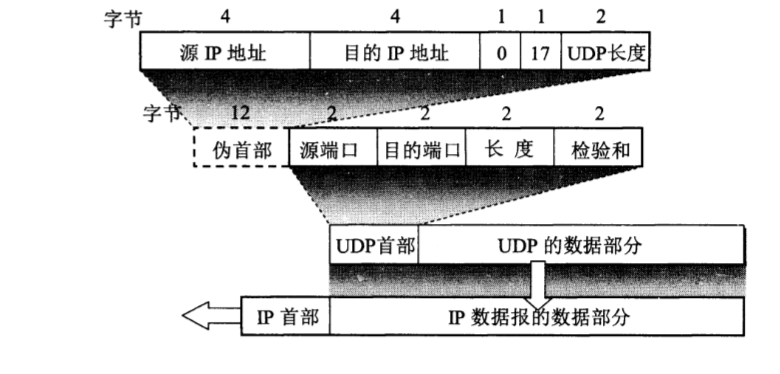 字节 4 4 1 1 2
源 IP 地址 目的 IP 地址 0 17 UDP长度
字节 12 2 2 2 2
伪首部 源端口 目的端口 长 度 检验和
UDP首部 UDP 的数据部分
IP 首部 IP 数据报的数据部分